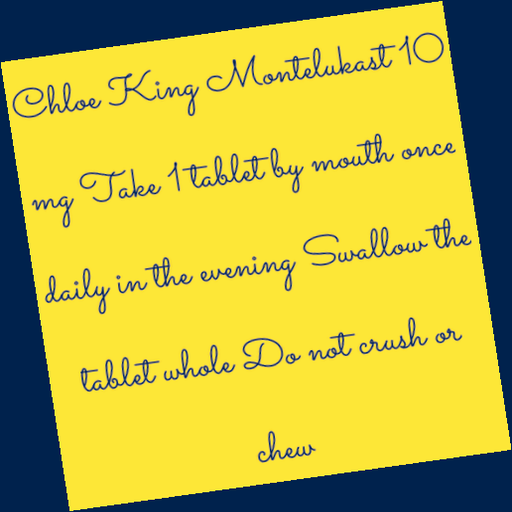 Chloe King Montelukast 10
mg Take 1 tablet by mouth once
daily in the evening Swallow the
tablet whole Do not crush or
chew